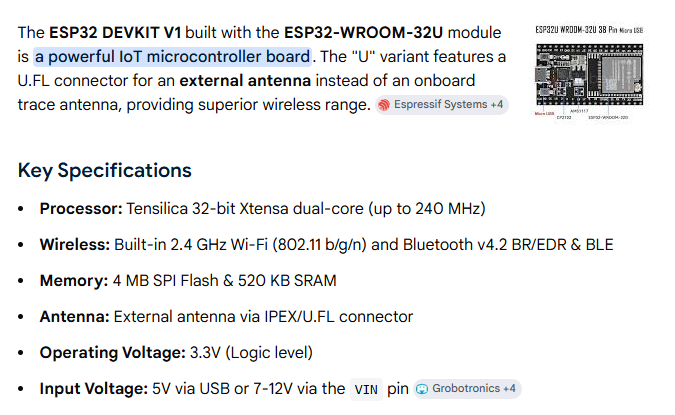 The ESP32 DEVKIT V1 built with the ESP32-WROOM-32U module
is a powerful IoT microcontroller board. The "U" variant features a
U.FL connector for an external antenna instead of an onboard
trace antenna, providing superior wireless range. Espressif Systems +4
ESP32U WROOM-32U 38 Pin Micro USB
AMS1117
Micro USB
CP2102
ESP32-WROOM-32U
Key Specifications
• Processor: Tensilica 32-bit Xtensa dual-core (up to 240 MHz)
• Wireless: Built-in 2.4 GHz Wi-Fi (802.11 b/g/n) and Bluetooth v4.2 BR/EDR & BLE
• Memory: 4 MB SPI Flash & 520 KB SRAM
• Antenna: External antenna via IPEX/U.FL connector
• Operating Voltage: 3.3V (Logic level)
• Input Voltage: 5V via USB or 7-12V via the VIN pin Grobotronics +4